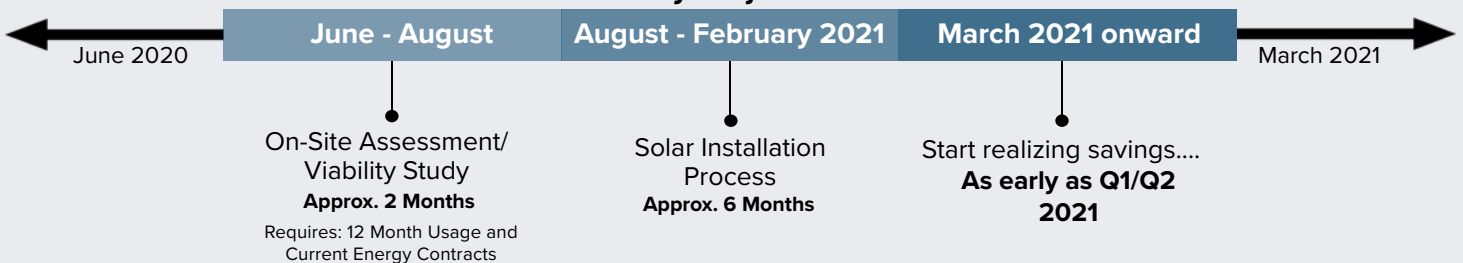 June - August
August - February 2021
March 2021 onward
June 2020
March 2021
On-Site Assessment/
Viability Study
Approx. 2 Months
Requires: 12 Month Usage and
Current Energy Contracts
Solar Installation
Process
Approx. 6 Months
Start realizing savings....
As early as Q1/Q2
2021